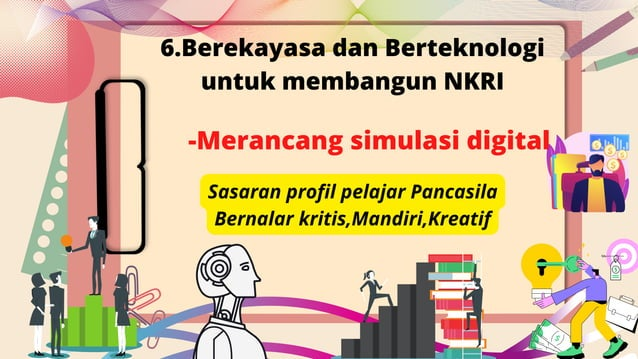 6.Berekayasa dan Berteknologi
untuk membangun NKRI
-Merancang simulasi digital
Sasaran profil pelajar Pancasila
Bernalar kritis,Mandiri,Kreatif